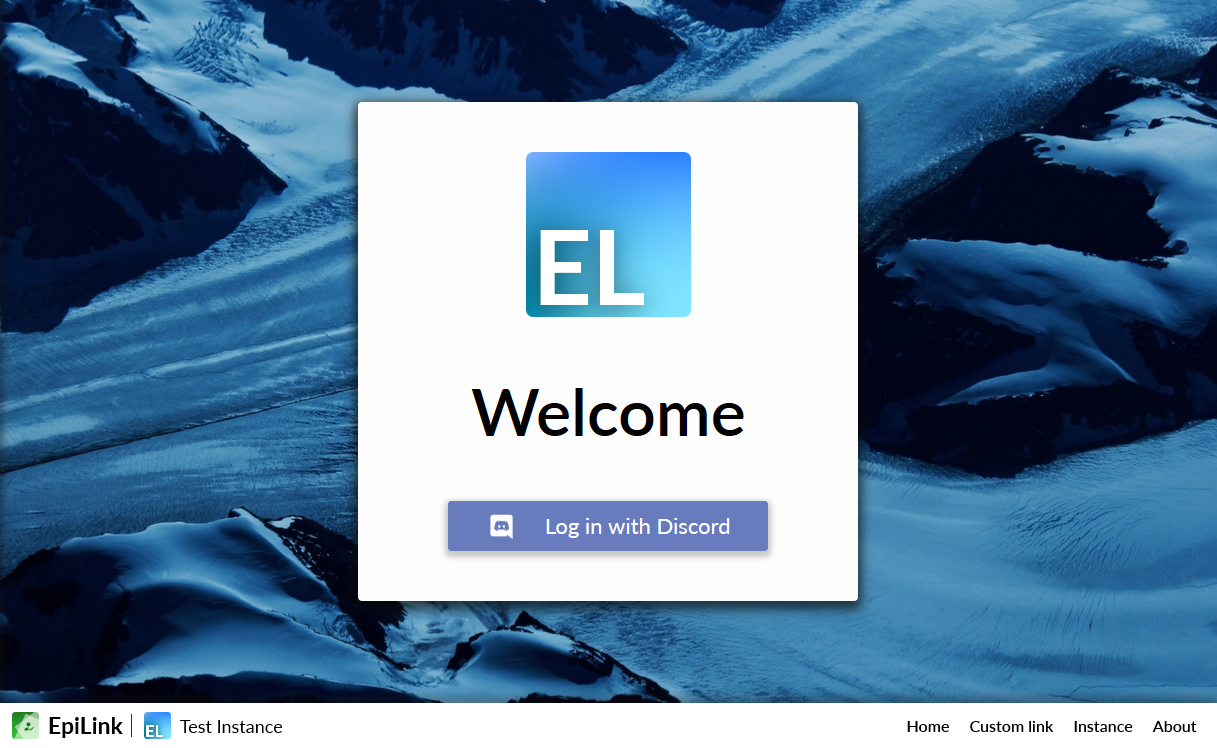 EL
Welcome
Log in with Discord
EpiLink
EL
Test Instance
Home
Custom link
Instance
About